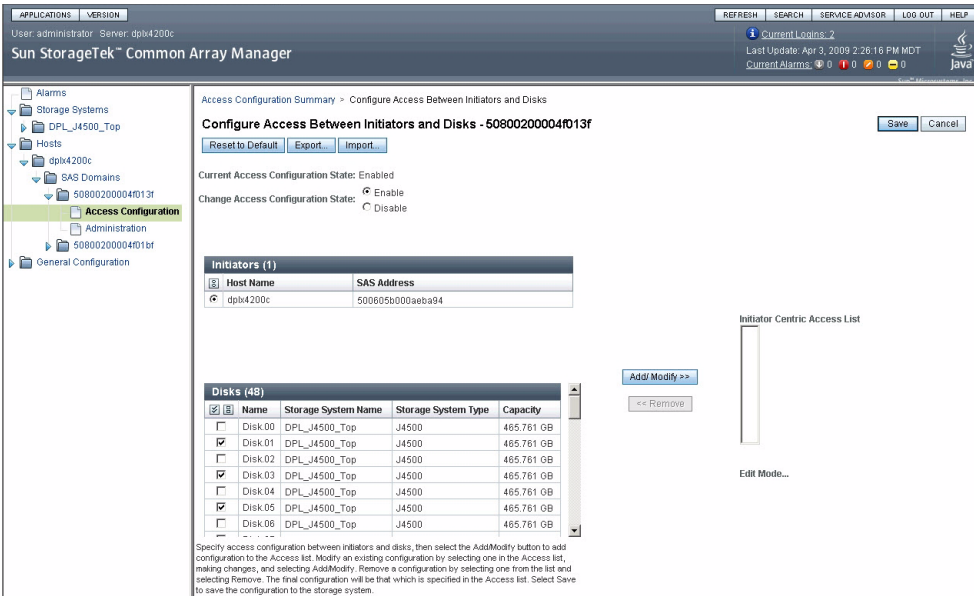 APPLICATIONS VERSION
REFRESH SEARCH SERVICE ADVISOR LOG OUT HELP
User: administrator Server: dplx4200c
Current Logins: 2
Sun StorageTek™ Common Array Manager
Last Update: Apr 3, 2009 2:26:16 PM MDT
Current Alarms: 0 0 0 0
Java
Sun™ Microsystems, Inc.
Alarms
Storage Systems
DPL_J4500_Top
Hosts
dplx4200c
SAS Domains
50800200004f013f
Access Configuration
Administration
50800200004f01bf
General Configuration
Access Configuration Summary > Configure Access Between Initiators and Disks
Configure Access Between Initiators and Disks - 50800200004f013f
Save Cancel
Reset to Default Export... Import...
Current Access Configuration State: Enabled
Change Access Configuration State: Enable
Disable
Initiators (1)
Host Name SAS Address
dplx4200c 500605b000aeba94
Initiator Centric Access List
Add/ Modify >>
<< Remove
Edit Mode...
Disks (48)
Name Storage System Name Storage System Type Capacity
Disk.00 DPL_J4500_Top J4500 465.761 GB
Disk.01 DPL_J4500_Top J4500 465.761 GB
Disk.02 DPL_J4500_Top J4500 465.761 GB
Disk.03 DPL_J4500_Top J4500 465.761 GB
Disk.04 DPL_J4500_Top J4500 465.761 GB
Disk.05 DPL_J4500_Top J4500 465.761 GB
Disk.06 DPL_J4500_Top J4500 465.761 GB
Specify access configuration between initiators and disks, then select the Add/Modify button to add
configuration to the Access list. Modify an existing configuration by selecting one in the Access list,
making changes, and selecting Add/Modify. Remove a configuration by selecting one from the list and
selecting Remove. The final configuration will be that which is specified in the Access list. Select Save
to save the configuration to the storage system.